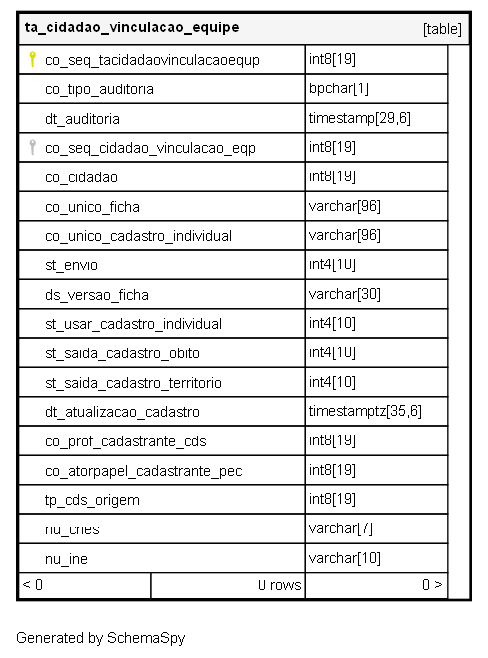 ta_cidadao_vinculacao_equipe [table]
co_seq_tacidadaovinculacaoequp int8[19]
co_tipo_auditoria bpchar[1]
dt_auditoria timestamp[29,6]
co_seq_cidadao_vinculacao_eqp int8[19]
co_cidadao int8[19]
co_unico_ficha varchar[96]
co_unico_cadastro_individual varchar[96]
st_envio int4[10]
ds_versao_ficha varchar[30]
st_usar_cadastro_individual int4[10]
st_saida_cadastro_obito int4[10]
st_saida_cadastro_territorio int4[10]
dt_atualizacao_cadastro timestamptz[35,6]
co_prof_cadastrante_cds int8[19]
co_atorpapel_cadastrante_pec int8[19]
tp_cds_origem int8[19]
nu_cnes varchar[7]
nu_ine varchar[10]
< 0 0 rows 0 >
Generated by SchemaSpy